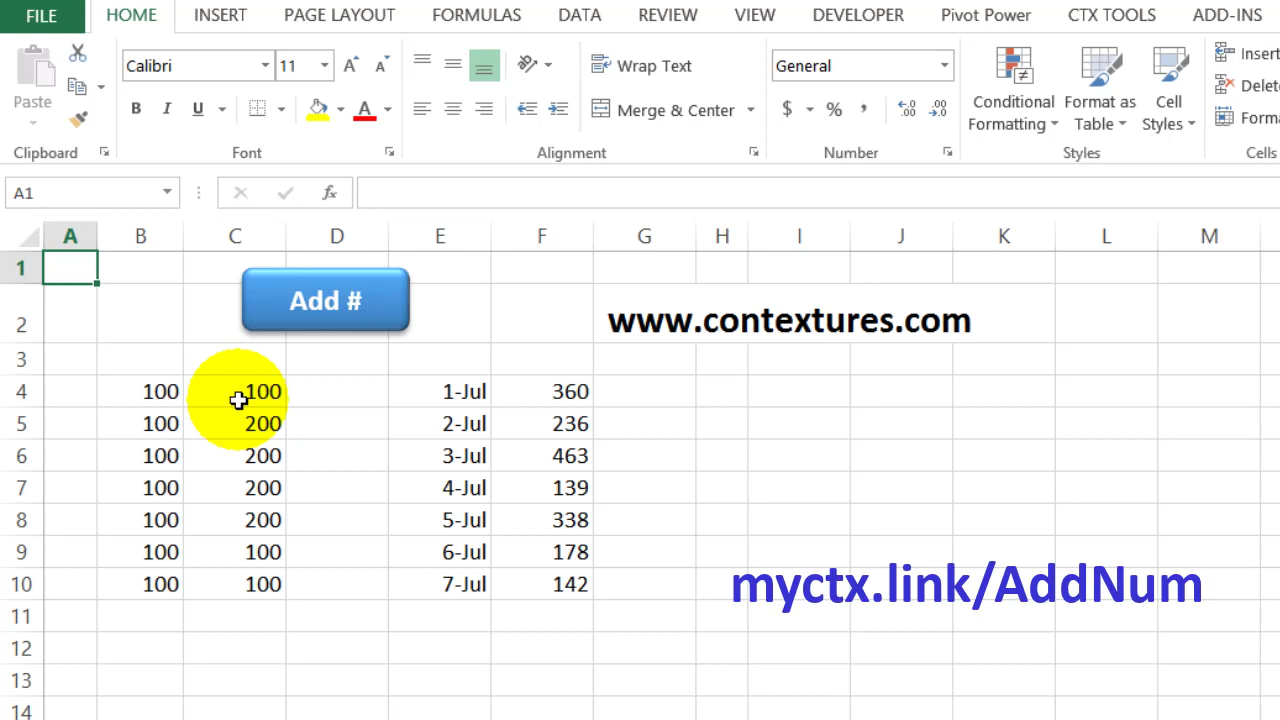 FILE HOME INSERT PAGE LAYOUT FORMULAS DATA REVIEW VIEW DEVELOPER Pivot Power CTX TOOLS ADD-INS
Paste
Clipboard
Calibri 11 A A
B I U A
Font
Wrap Text
Merge & Center
Alignment
General
$ % , .00 .00
Number
Conditional Formatting
Format as Table
Cell Styles
Styles
Insert
Delet
Forma
Cells
A1 fx
A B C D E F G H I J K L M
1
Add #
2 www.contextures.com
3
4 100 100 1-Jul 360
5 100 200 2-Jul 236
6 100 200 3-Jul 463
7 100 200 4-Jul 139
8 100 200 5-Jul 338
9 100 100 6-Jul 178
10 100 100 7-Jul 142
myctx.link/AddNum
11
12
13
14